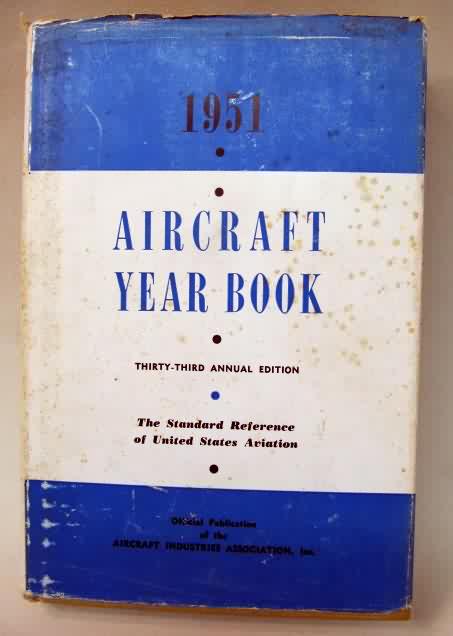 1951
AIRCRAFT
YEAR BOOK
THIRTY-THIRD ANNUAL EDITION
The Standard Reference
of United States Aviation
Official Publication
of the
AIRCRAFT INDUSTRIES ASSOCIATION, Inc.